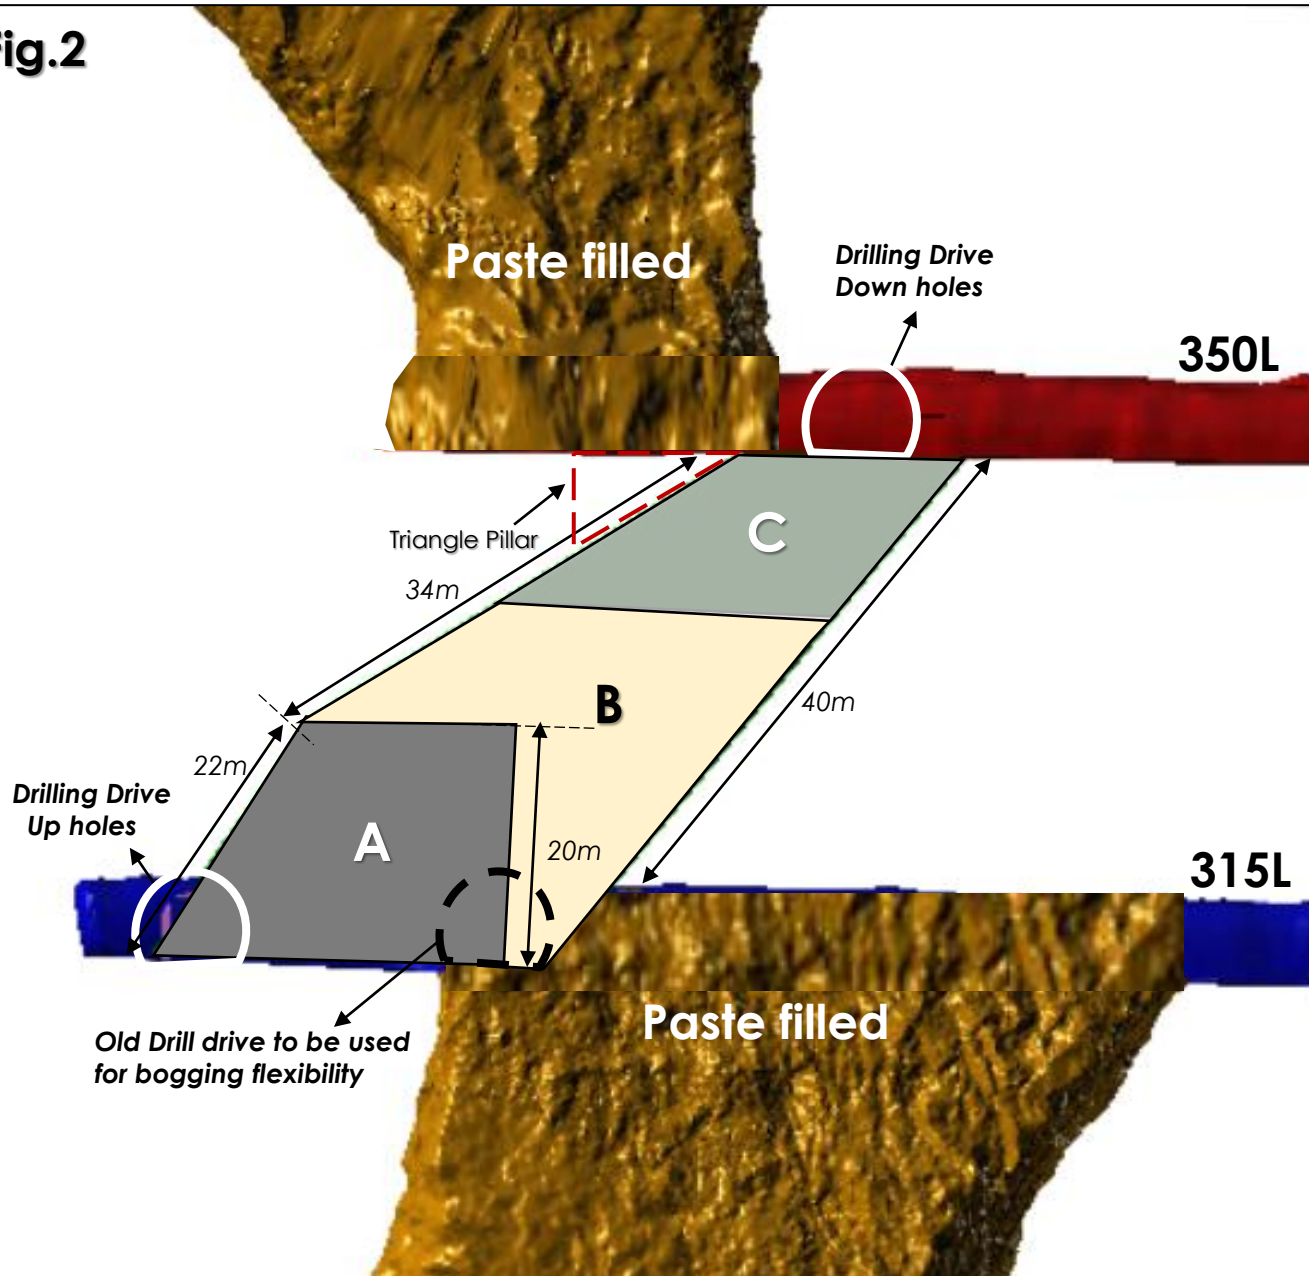 ig.2
Paste filled
Drilling Drive
Down holes
350L
C
Triangle Pillar
34m
B
40m
22m
Drilling Drive
Up holes
A
20m
315L
Paste filled
Old Drill drive to be used
for bogging flexibility